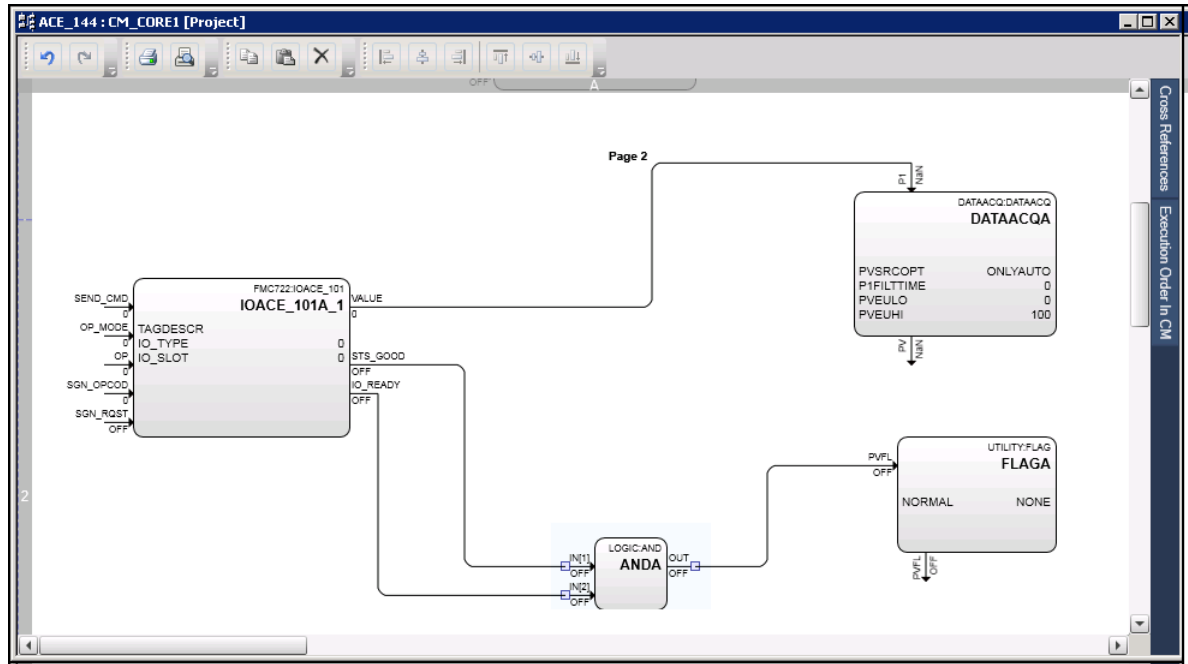 ACE_144 : CM_CORE1 [Project]
OFF
A
Cross References
Execution Order In CM
Page 2
P1
NaN
DATAACQ:DATAACQ
DATAACQA
PVSRCOPT ONLYAUTO
P1FILTTIME 0
PVEULO 0
PVEUHI 100
PV
NaN
FMC722:IOACE_101
IOACE_101A_1
SEND_CMD
0
OP_MODE
0
OP
0
SGN_OPCOD
0
SGN_RQST
OFF
TAGDESCR
IO_TYPE 0
IO_SLOT 0
VALUE
0
STS_GOOD
OFF
IO_READY
OFF
2
UTILITY:FLAG
FLAGA
PVFL
OFF
NORMAL NONE
PVFL
OFF
LOGIC:AND
ANDA
IN[1]
OFF
IN[2]
OFF
OUT
OFF